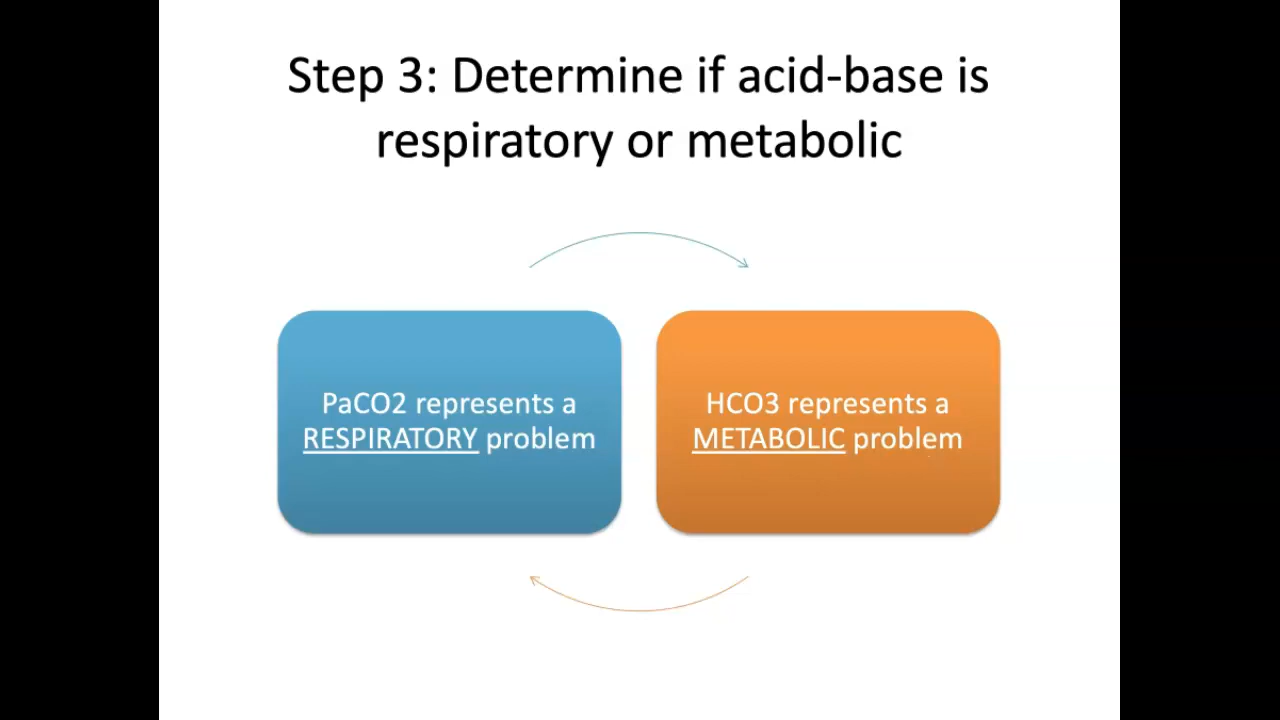 Step 3: Determine if acid-base is
respiratory or metabolic
PaCO2 represents a
RESPIRATORY problem
HCO3 represents a
METABOLIC problem